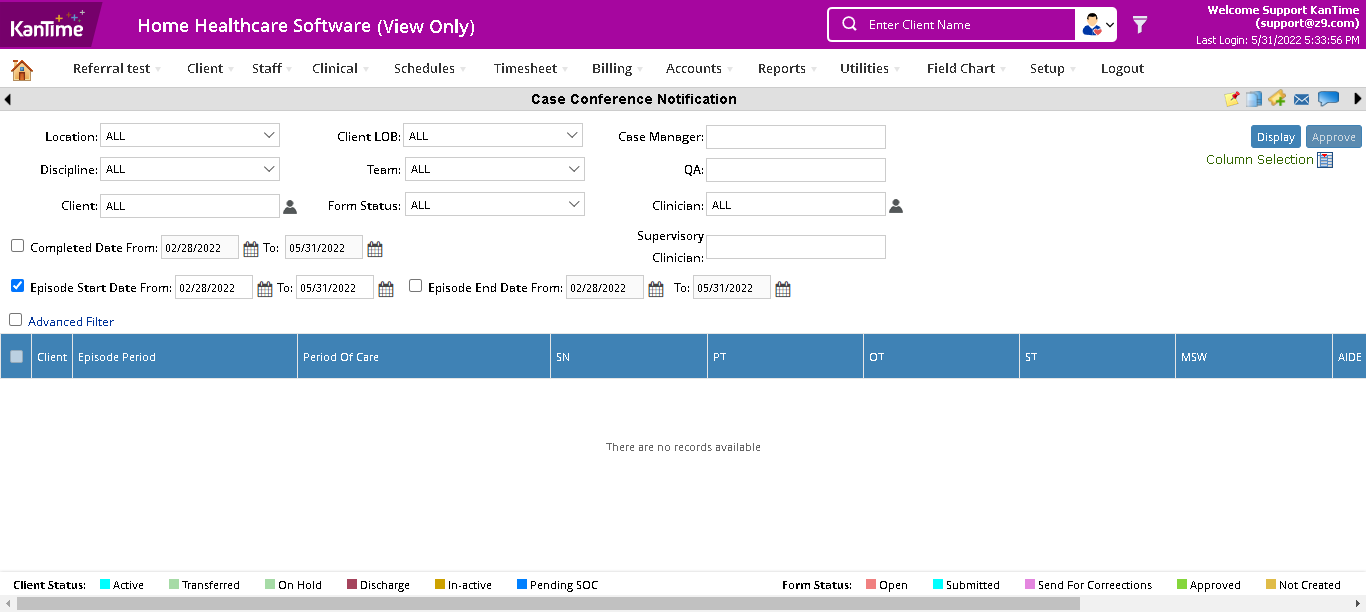 KanTime
Home Healthcare Software (View Only)
Enter Client Name
Welcome Support KanTime
(support@z9.com)
Last Login: 5/31/2022 5:33:56 PM
Referral test Client Staff Clinical Schedules Timesheet Billing Accounts Reports Utilities Field Chart Setup Logout
Case Conference Notification
Location: ALL Client LOB: ALL Case Manager: Display Approve
Column Selection
Discipline: ALL Team: ALL QA:
Client: ALL Form Status: ALL Clinician: ALL
Completed Date From: 02/28/2022 To: 05/31/2022 Supervisory
Clinician:
Episode Start Date From: 02/28/2022 To: 05/31/2022 Episode End Date From: 02/28/2022 To: 05/31/2022
Advanced Filter
Client Episode Period Period Of Care SN PT OT ST MSW AIDE
There are no records available
Client Status: Active Transferred On Hold Discharge In-active Pending SOC Form Status: Open Submitted Send For Correections Approved Not Created